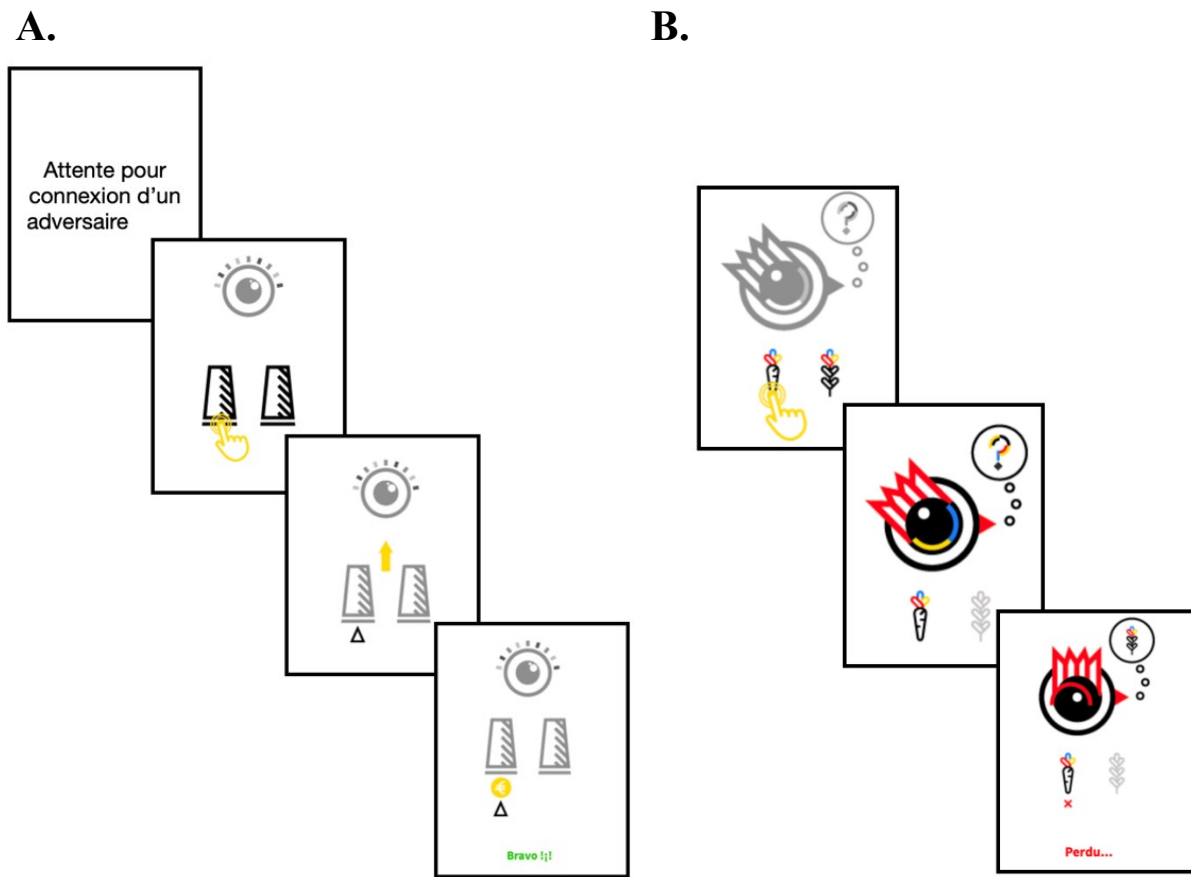 A.
B.
Attente pour
connexion d'un
adversaire
?
?
Bravo !¡!
Perdu...